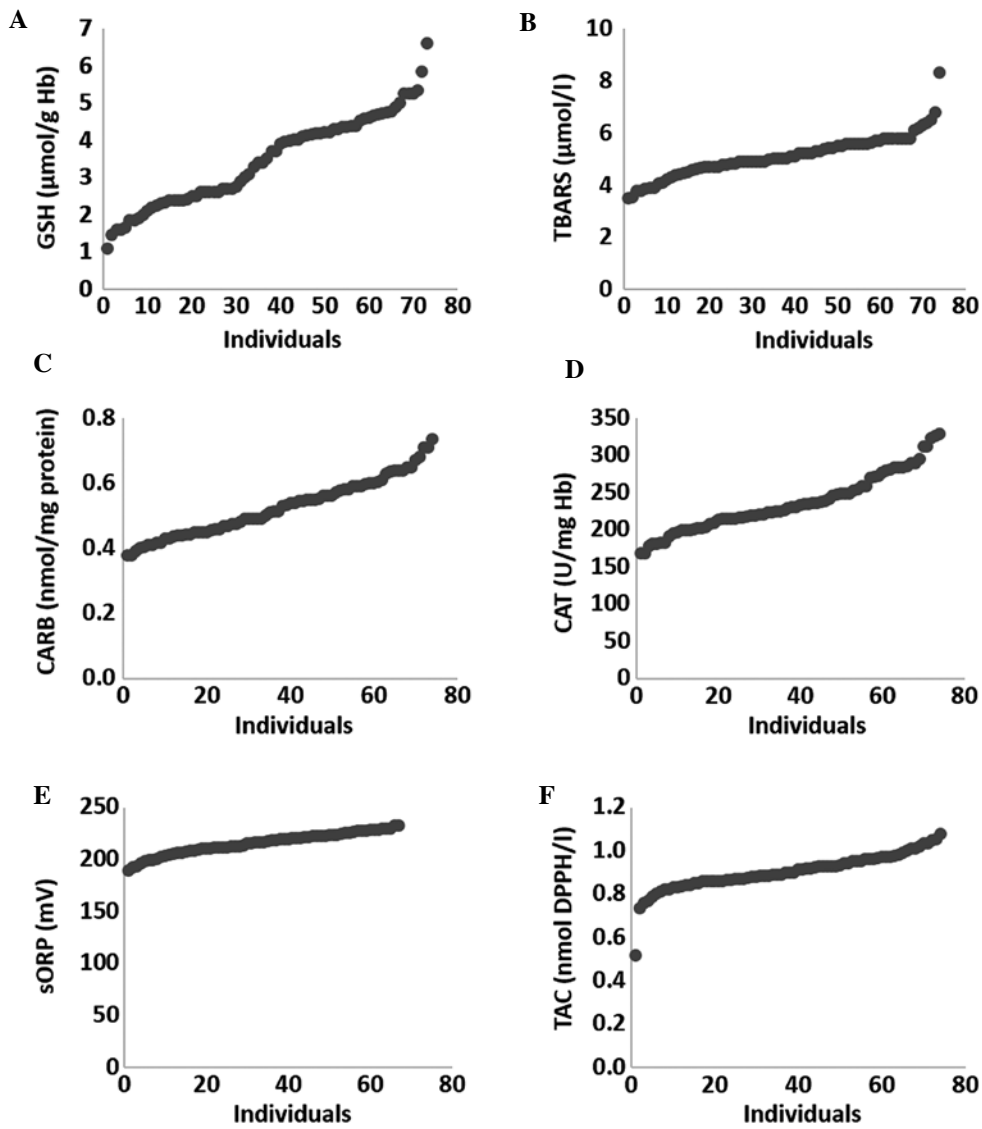 A
GSH (μmol/g Hb)
7
6
5
4
3
2
1
0
0 10 20 30 40 50 60 70 80
Individuals
B
TBARS (μmol/l)
10
8
6
4
2
0
0 10 20 30 40 50 60 70 80
Individuals
C
CARB (nmol/mg protein)
0.8
0.6
0.4
0.2
0.0
0 20 40 60 80
Individuals
D
CAT (U/mg Hb)
350
300
250
200
150
100
50
0
0 20 40 60 80
Individuals
E
sORP (mV)
250
200
150
100
50
0
0 20 40 60 80
Individuals
F
TAC (nmol DPPH/l)
1.2
1.0
0.8
0.6
0.4
0.2
0.0
0 20 40 60 80
Individuals